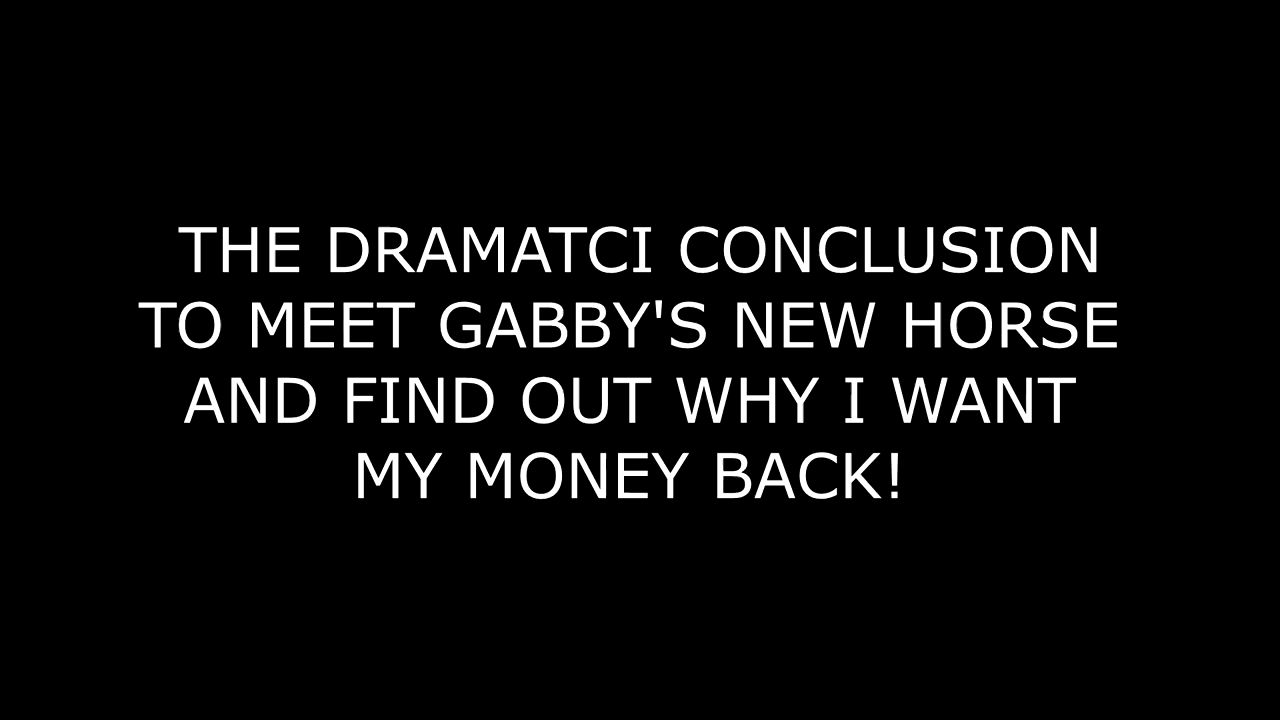 THE DRAMATCI CONCLUSION
TO MEET GABBY'S NEW HORSE
AND FIND OUT WHY I WANT
MY MONEY BACK!